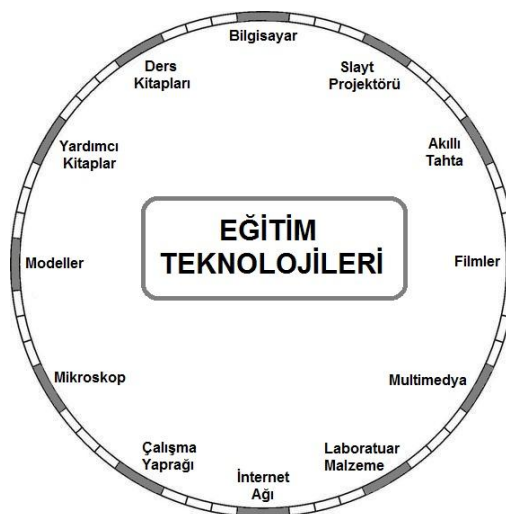 Bilgisayar
Slayt
Projektörü
Akıllı
Tahta
Filmler
Multimedya
Laboratuar
Malzeme
İnternet
Ağı
Çalışma
Yaprağı
Mikroskop
Modeller
Yardımcı
Kitaplar
Ders
Kitapları
EĞİTİM
TEKNOLOJİLERİ